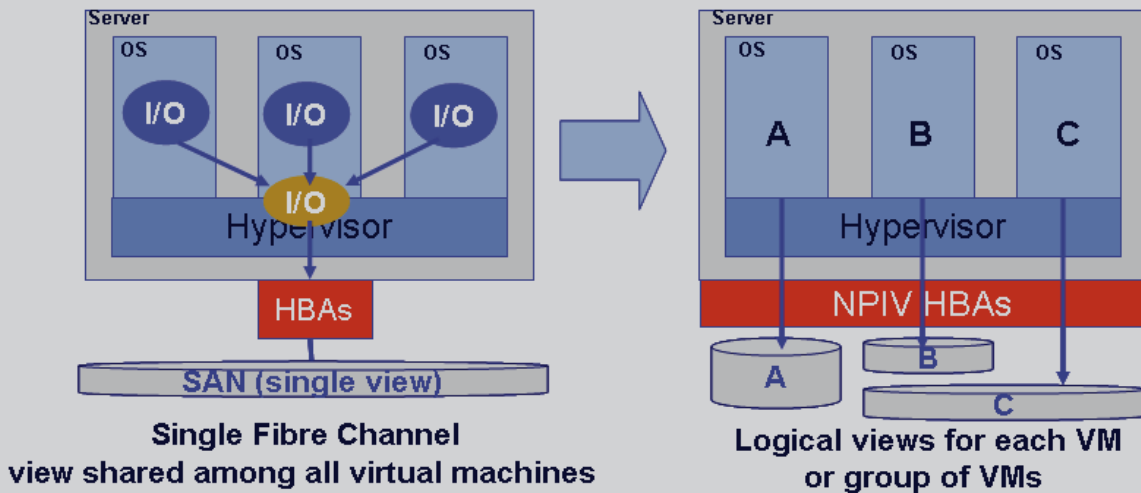 Server
OS
OS
OS
I/O
I/O
I/O
I/O
Hypervisor
HBAs
SAN (single view)
Single Fibre Channel
view shared among all virtual machines
Server
OS
OS
OS
A
B
C
Hypervisor
NPIV HBAs
A
B
C
Logical views for each VM
or group of VMs